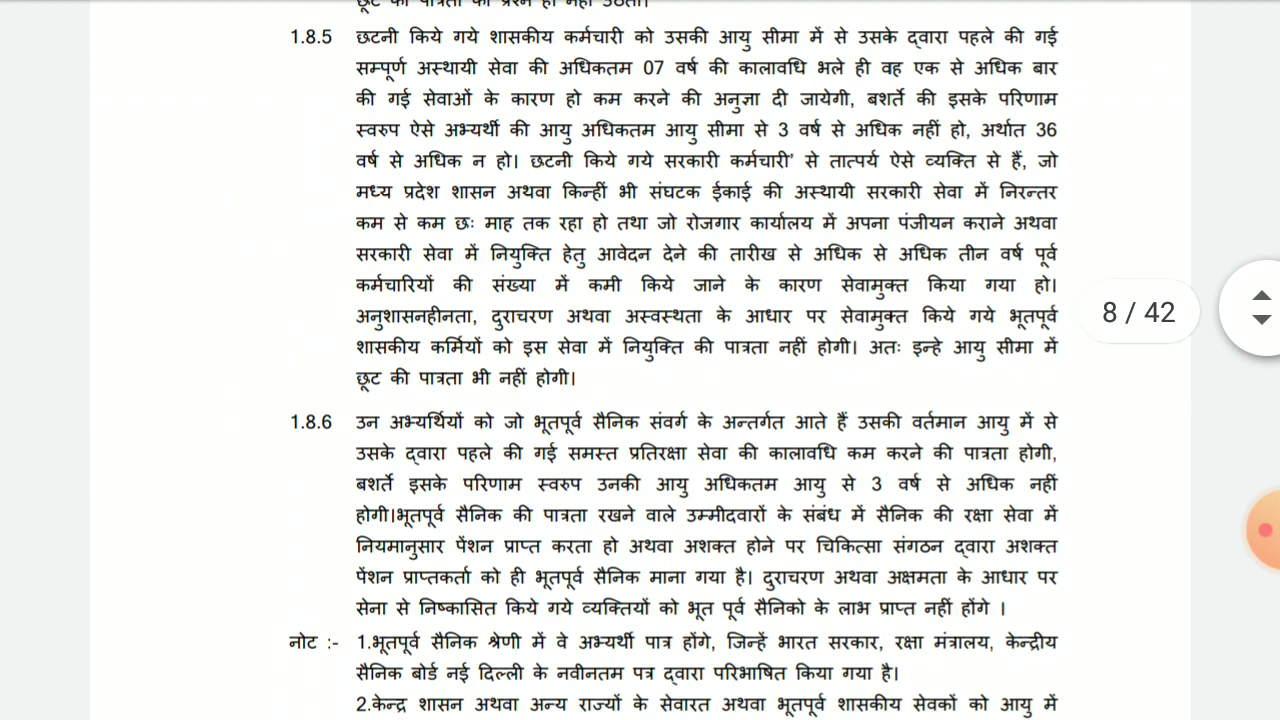 छूट की पात्रता का प्रश्न ही नहीं उठता।
1.8.5 छटनी किये गये शासकीय कर्मचारी को उसकी आयु सीमा में से उसके द्वारा पहले की गई
सम्पूर्ण अस्थायी सेवा की अधिकतम 07 वर्ष की कालावधि भले ही वह एक से अधिक बार
की गई सेवाओं के कारण हो कम करने की अनुज्ञा दी जायेगी, बशर्ते की इसके परिणाम
स्वरुप ऐसे अभ्यर्थी की आयु अधिकतम आयु सीमा से 3 वर्ष से अधिक नहीं हो, अर्थात 36
वर्ष से अधिक न हो। छटनी किये गये सरकारी कर्मचारी' से तात्पर्य ऐसे व्यक्ति से हैं, जो
मध्य प्रदेश शासन अथवा किन्हीं भी संघटक ईकाई की अस्थायी सरकारी सेवा में निरन्तर
कम से कम छः माह तक रहा हो तथा जो रोजगार कार्यालय में अपना पंजीयन कराने अथवा
सरकारी सेवा में नियुक्ति हेतु आवेदन देने की तारीख से अधिक से अधिक तीन वर्ष पूर्व
कर्मचारियों की संख्या में कमी किये जाने के कारण सेवामुक्त किया गया हो।
अनुशासनहीनता, दुराचरण अथवा अस्वस्थता के आधार पर सेवामुक्त किये गये भूतपूर्व
शासकीय कर्मियों को इस सेवा में नियुक्ति की पात्रता नहीं होगी। अतः इन्हे आयु सीमा में
छूट की पात्रता भी नहीं होगी।
8 / 42
1.8.6 उन अभ्यर्थियों को जो भूतपूर्व सैनिक संवर्ग के अन्तर्गत आते हैं उसकी वर्तमान आयु में से
उसके द्वारा पहले की गई समस्त प्रतिरक्षा सेवा की कालावधि कम करने की पात्रता होगी,
बशर्ते इसके परिणाम स्वरुप उनकी आयु अधिकतम आयु से 3 वर्ष से अधिक नहीं
होगी।भूतपूर्व सैनिक की पात्रता रखने वाले उम्मीदवारों के संबंध में सैनिक की रक्षा सेवा में
नियमानुसार पेंशन प्राप्त करता हो अथवा अशक्त होने पर चिकित्सा संगठन द्वारा अशक्त
पेंशन प्राप्तकर्ता को ही भूतपूर्व सैनिक माना गया है। दुराचरण अथवा अक्षमता के आधार पर
सेना से निष्कासित किये गये व्यक्तियों को भूत पूर्व सैनिको के लाभ प्राप्त नहीं होंगे ।
नोट :- 1.भूतपूर्व सैनिक श्रेणी में वे अभ्यर्थी पात्र होंगे, जिन्हें भारत सरकार, रक्षा मंत्रालय, केन्द्रीय
सैनिक बोर्ड नई दिल्ली के नवीनतम पत्र द्वारा परिभाषित किया गया है।
2.केन्द्र शासन अथवा अन्य राज्यों के सेवारत अथवा भूतपूर्व शासकीय सेवकों को आयु में